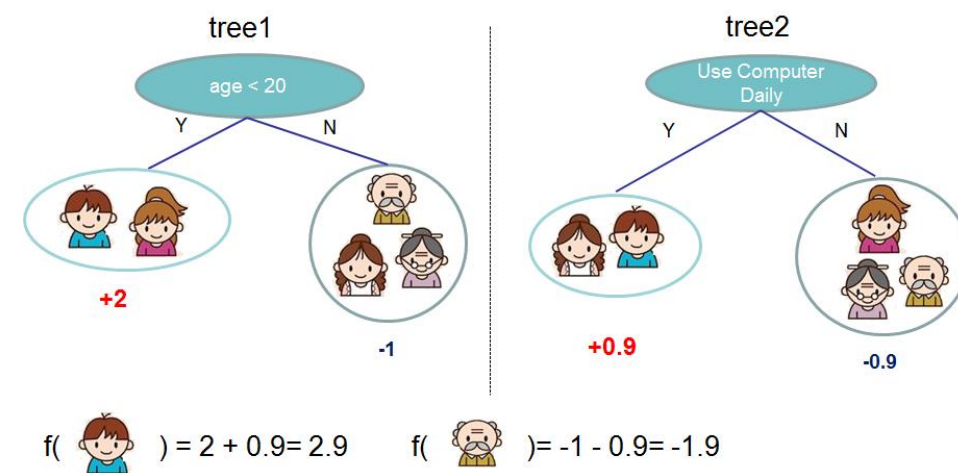 tree1
tree2
age < 20
Use Computer
Daily
Y
N
Y
N
+2
-1
+0.9
-0.9
f( ) = 2 + 0.9= 2.9
f( )= -1 - 0.9= -1.9